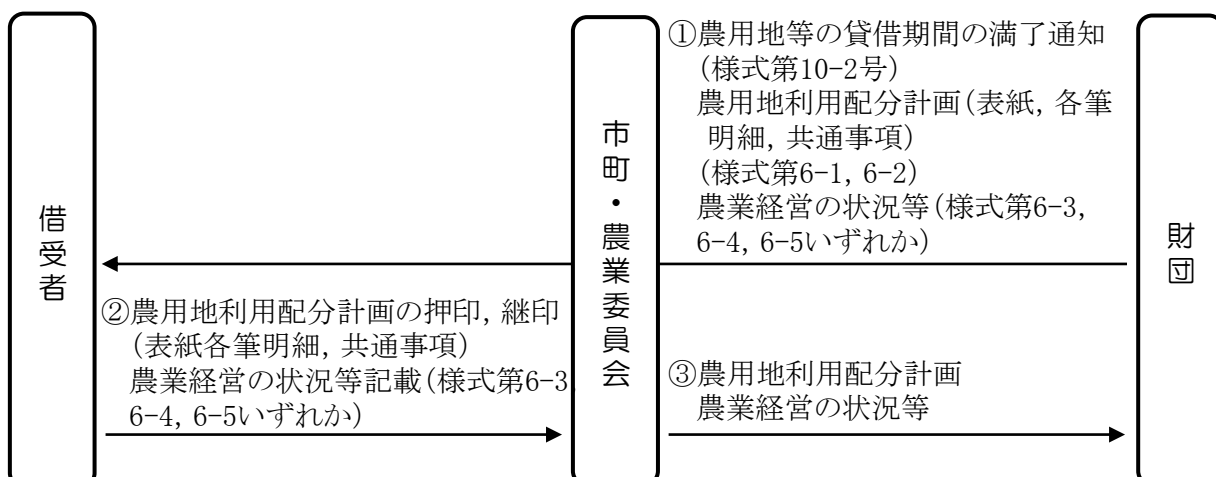 借受者
②農用地利用配分計画の押印，継印
（表紙各筆明細，共通事項）
農業経営の状況等記載（様式第6-3，
6-4，6-5いずれか）
市町・農業委員会
①農用地等の貸借期間の満了通知
（様式第10-2号）
農用地利用配分計画（表紙，各筆
明細，共通事項）
（様式第6-1，6-2）
農業経営の状況等（様式第6-3，
6-4，6-5いずれか）
③農用地利用配分計画
農業経営の状況等
財団